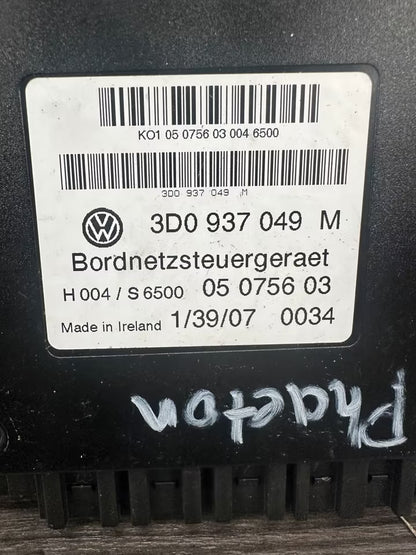 KO1 05 0756 03 004 6500
3D0 937 049 M
3D0 937 049 M
Bordnetzsteuergeraet
H 004 / S 6500 05 0756 03
Made in Ireland 1/39/07 0034
Phaeton